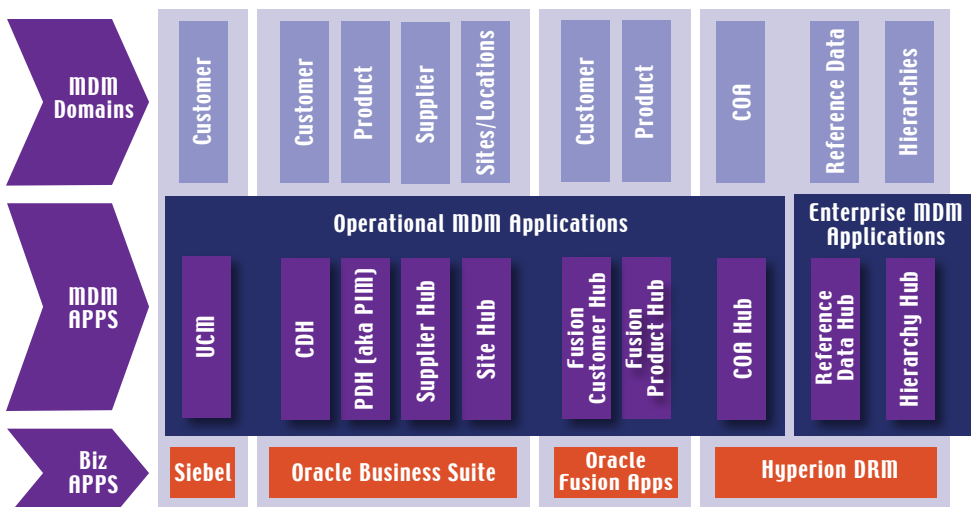 MDM
Domains
Customer
Customer
Product
Supplier
Sites/Locations
Customer
Product
COA
Reference Data
Hierarchies
MDM
APPS
Operational MDM Applications
Enterprise MDM
Applications
UCM
CDH
PDH (aka PIM)
Supplier Hub
Site Hub
Fusion
Customer Hub
Fusion
Product Hub
COA Hub
Reference
Data Hub
Hierarchy Hub
Biz
APPS
Siebel
Oracle Business Suite
Oracle
Fusion Apps
Hyperion DRM